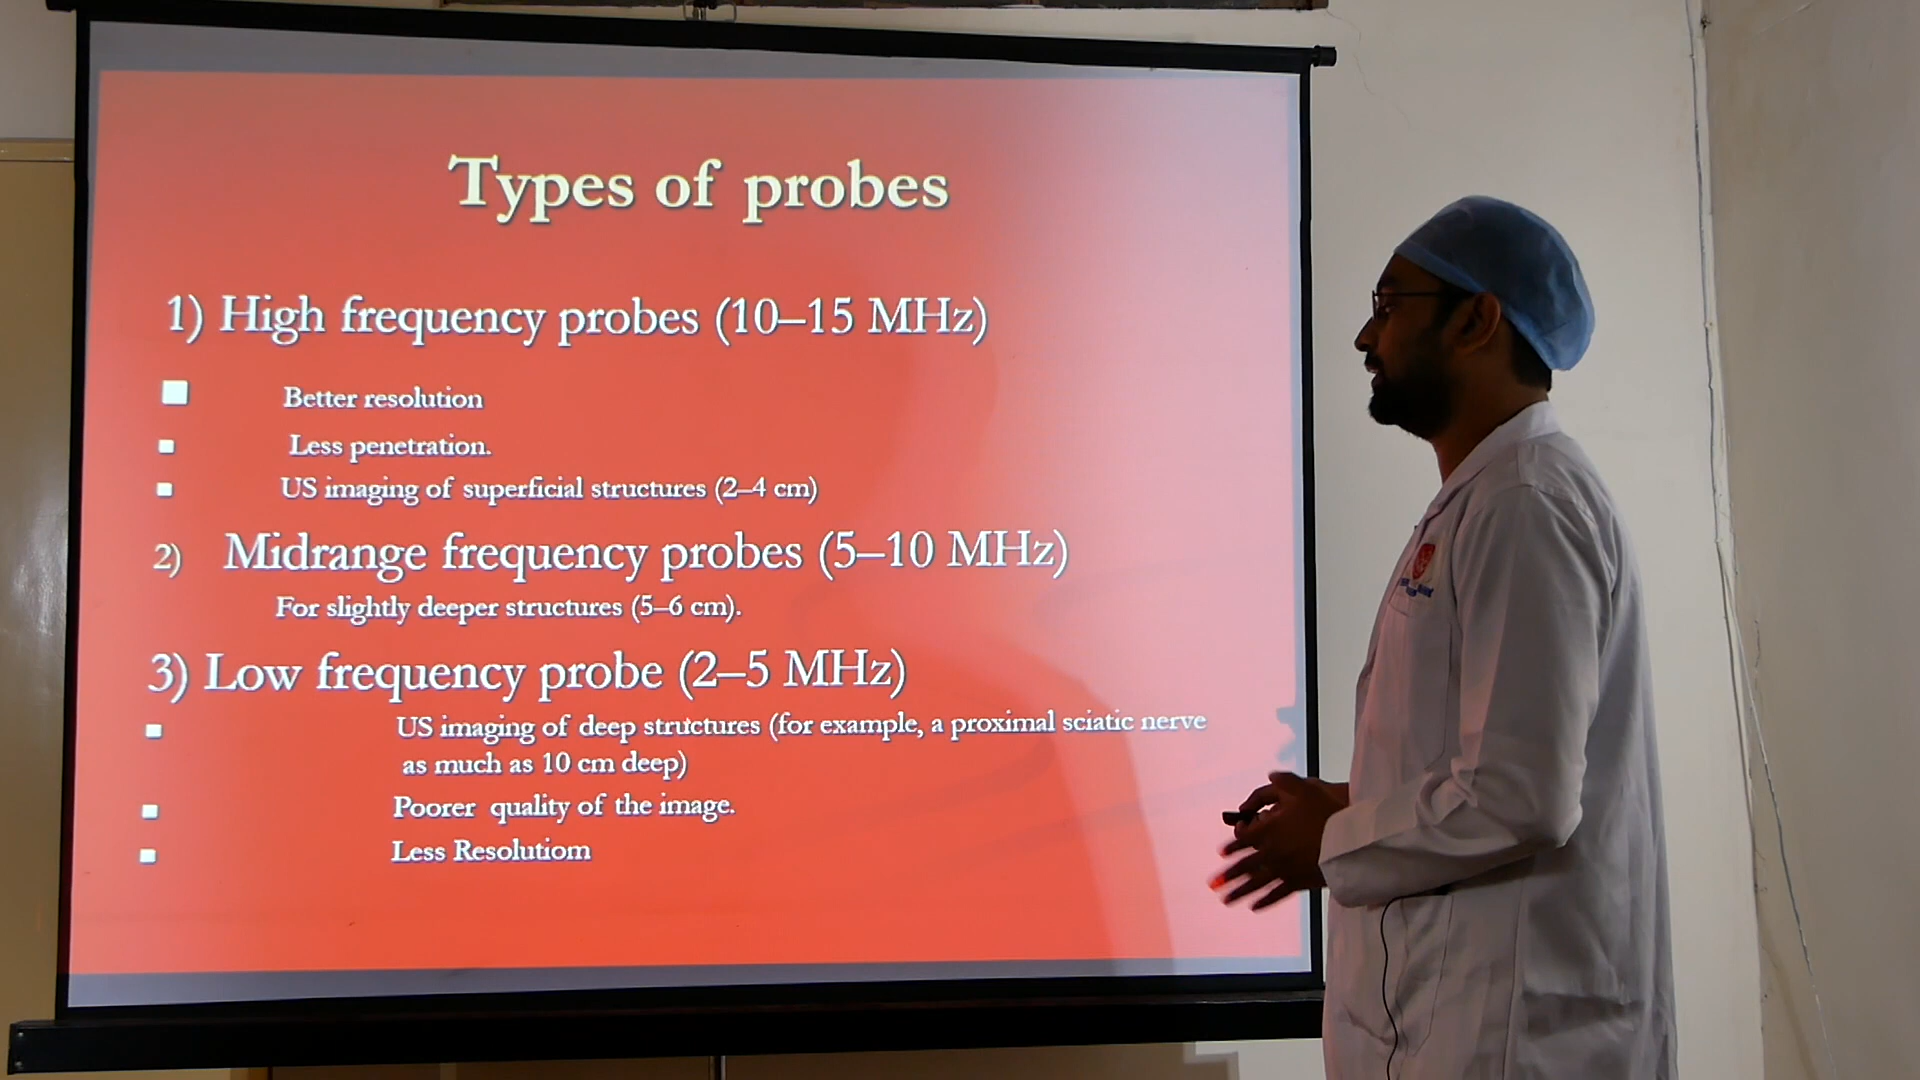 Types of probes
1) High frequency probes (10–15 MHz)
Better resolution
Less penetration.
US imaging of superficial structures (2–4 cm)
2) Midrange frequency probes (5–10 MHz)
For slightly deeper structures (5–6 cm).
3) Low frequency probe (2–5 MHz)
US imaging of deep structures (for example, a proximal sciatic nerve
as much as 10 cm deep)
Poorer quality of the image.
Less Resolutiom